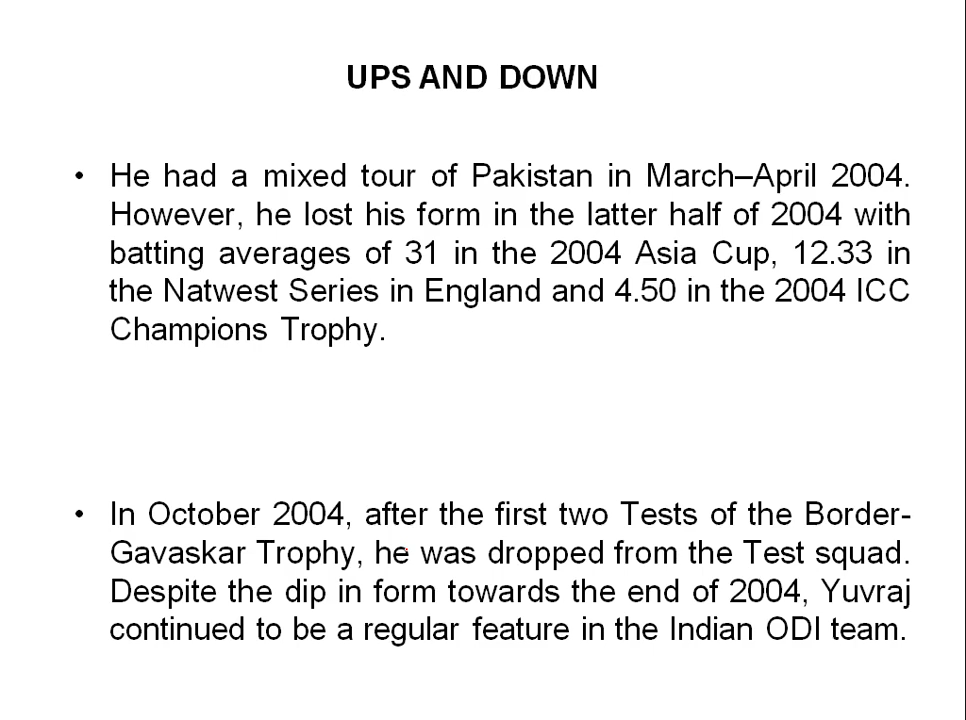 UPS AND DOWN
• He had a mixed tour of Pakistan in March–April 2004.
However, he lost his form in the latter half of 2004 with
batting averages of 31 in the 2004 Asia Cup, 12.33 in
the Natwest Series in England and 4.50 in the 2004 ICC
Champions Trophy.
• In October 2004, after the first two Tests of the Border-
Gavaskar Trophy, he was dropped from the Test squad.
Despite the dip in form towards the end of 2004, Yuvraj
continued to be a regular feature in the Indian ODI team.